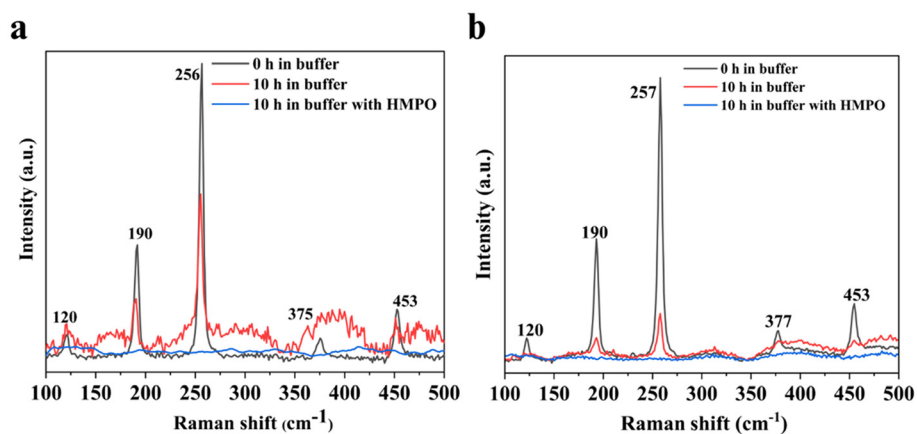 a
0 h in buffer
10 h in buffer
10 h in buffer with HMPO
256
190
120
375
453
Intensity (a.u.)
100 150 200 250 300 350 400 450 500
Raman shift (cm⁻¹)
b
0 h in buffer
10 h in buffer
10 h in buffer with HMPO
257
190
120
377
453
Intensity (a.u.)
100 150 200 250 300 350 400 450 500
Raman shift (cm⁻¹)